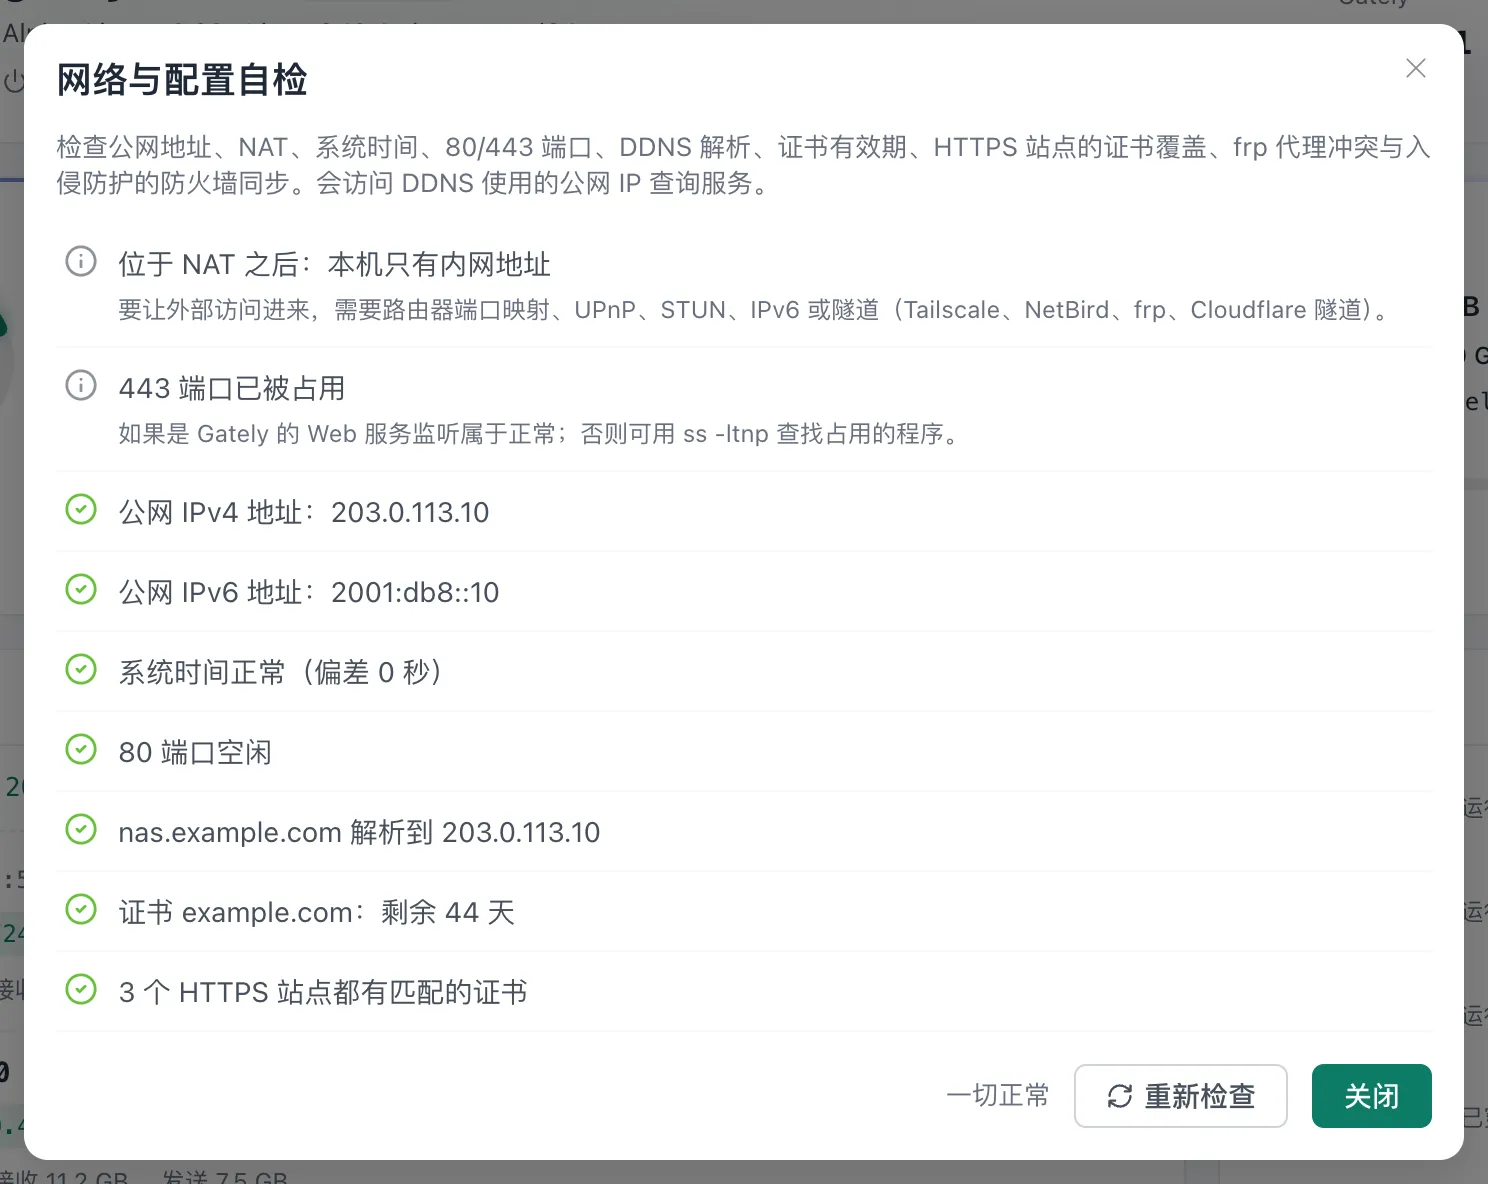 网络与配置自检
检查公网地址、NAT、系统时间、80/443 端口、DDNS 解析、证书有效期、HTTPS 站点的证书覆盖、frp 代理冲突与入
侵防护的防火墙同步。会访问 DDNS 使用的公网 IP 查询服务。
位于 NAT 之后：本机只有内网地址
要让外部访问进来，需要路由器端口映射、UPnP、STUN、IPv6 或隧道（Tailscale、NetBird、frp、Cloudflare 隧道）。
443 端口已被占用
如果是 Gately 的 Web 服务监听属于正常；否则可用 ss -ltnp 查找占用的程序。
公网 IPv4 地址：203.0.113.10
公网 IPv6 地址：2001:db8::10
系统时间正常（偏差 0 秒）
80 端口空闲
nas.example.com 解析到 203.0.113.10
证书 example.com：剩余 44 天
3 个 HTTPS 站点都有匹配的证书
一切正常
重新检查
关闭
接收 11.2 GB 发送 7.5 GB